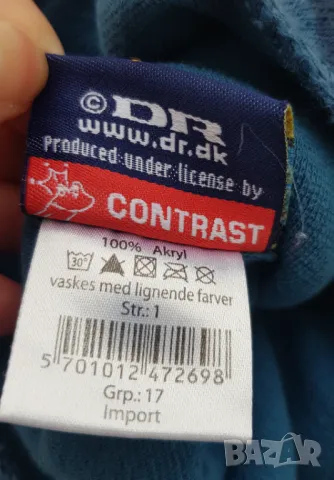 © DR
www.dr.dk
Produced under license by
CONTRAST
100% Akryl
30°
vaskes med lignende farver
Str.: 1
5 701012 472698
Grp.: 17
Import
BAZAR